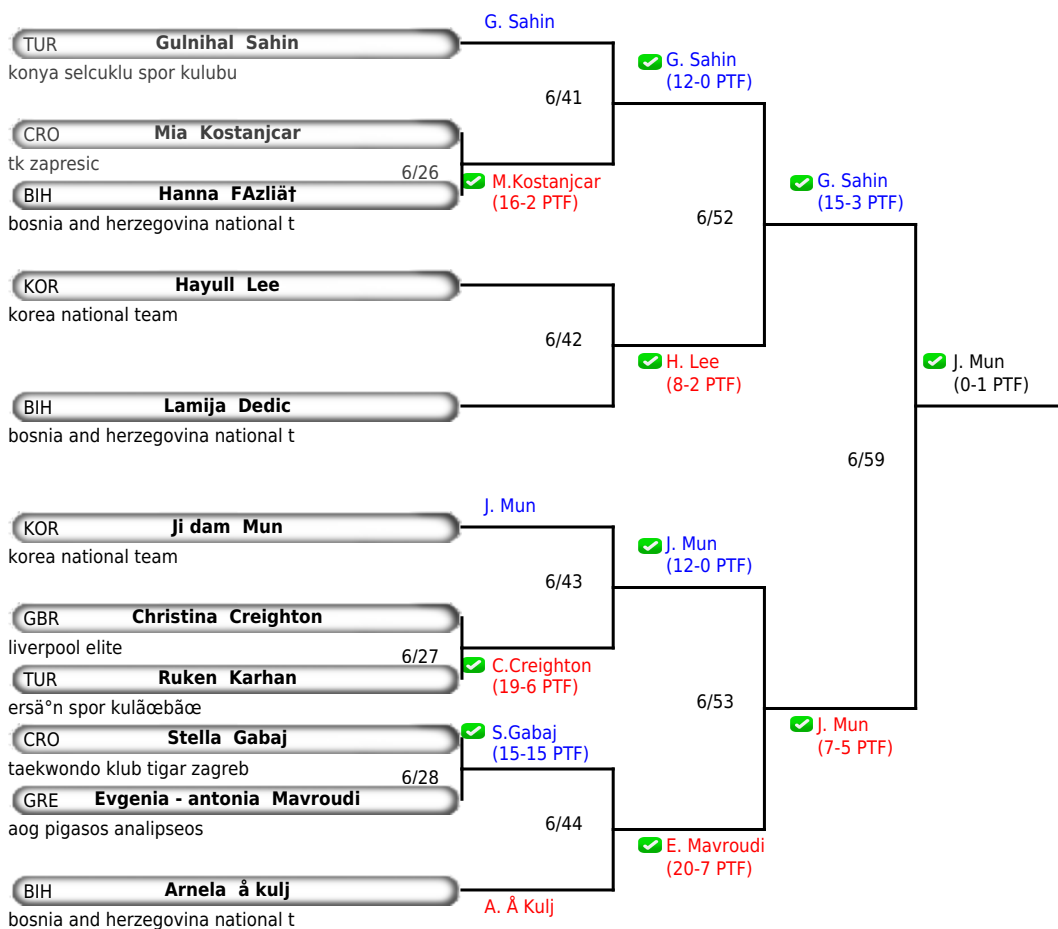 G. Sahin
TUR Gulnihal Sahin
konya selcuklu spor kulubu
G. Sahin
(12-0 PTF)
6/41
CRO Mia Kostanjcar
tk zapresic
6/26
M.Kostanjcar
(16-2 PTF)
BIH Hanna FAzliä†
bosnia and herzegovina national t
G. Sahin
(15-3 PTF)
6/52
KOR Hayull Lee
korea national team
6/42
H. Lee
(8-2 PTF)
BIH Lamija Dedic
bosnia and herzegovina national t
J. Mun
(0-1 PTF)
6/59
J. Mun
KOR Ji dam Mun
korea national team
J. Mun
(12-0 PTF)
6/43
GBR Christina Creighton
liverpool elite
6/27
C.Creighton
(19-6 PTF)
TUR Ruken Karhan
ersä°n spor kulãœbãœ
6/53
J. Mun
(7-5 PTF)
CRO Stella Gabaj
taekwondo klub tigar zagreb
S.Gabaj
(15-15 PTF)
6/28
GRE Evgenia - antonia Mavroudi
aog pigasos analipseos
6/44
E. Mavroudi
(20-7 PTF)
BIH Arnela å kulj
bosnia and herzegovina national t
A. Å Kulj